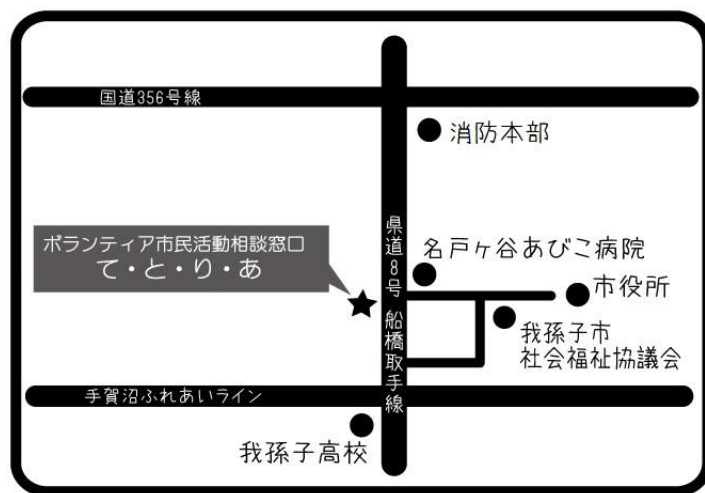 国道356号線
消防本部
ボランティア市民活動相談窓口
て・と・り・あ
県道8号 船橋取手線
名戸ヶ谷あびこ病院
市役所
我孫子市
社会福祉協議会
手賀沼ふれあいライン
我孫子高校